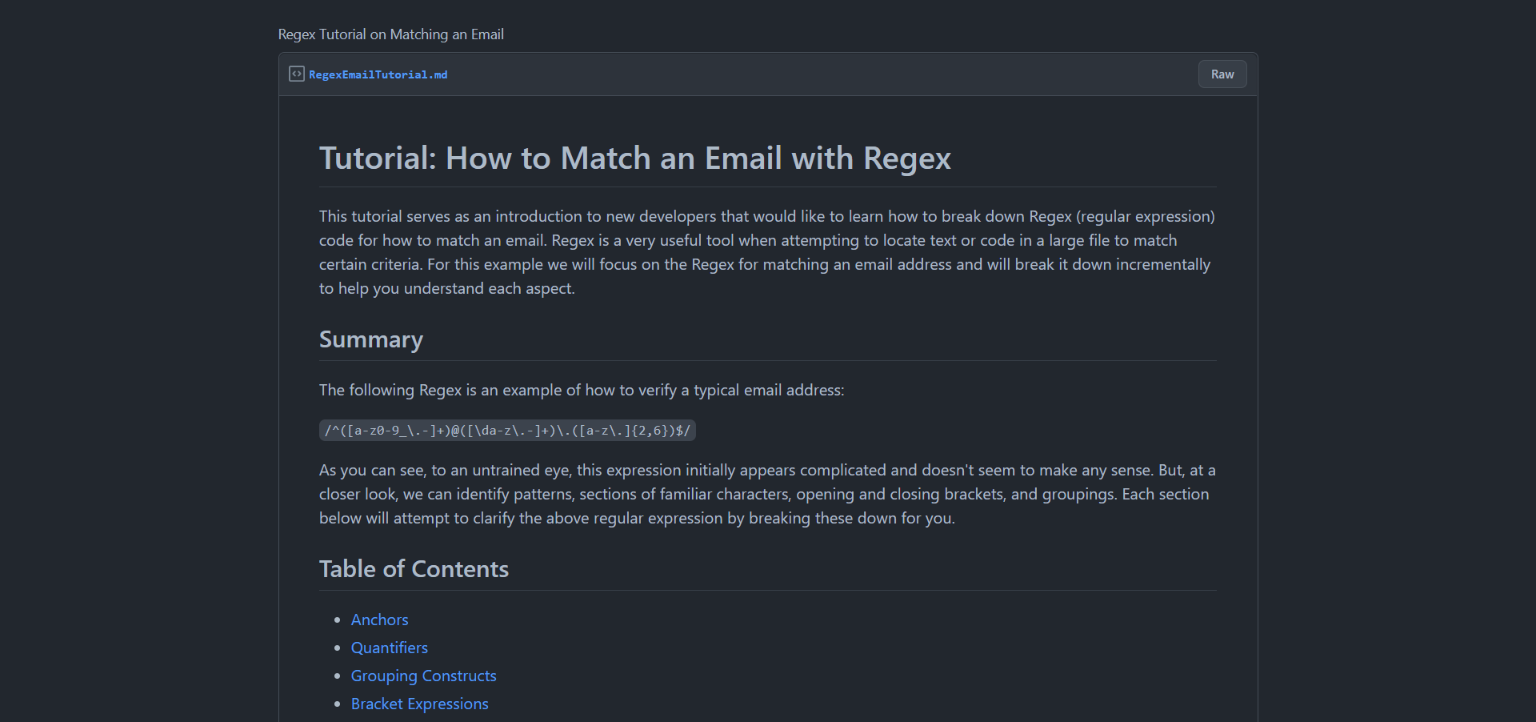 Regex Tutorial on Matching an Email
RegexEmailTutorial.md
Raw
Tutorial: How to Match an Email with Regex
This tutorial serves as an introduction to new developers that would like to learn how to break down Regex (regular expression)
code for how to match an email. Regex is a very useful tool when attempting to locate text or code in a large file to match
certain criteria. For this example we will focus on the Regex for matching an email address and will break it down incrementally
to help you understand each aspect.
Summary
The following Regex is an example of how to verify a typical email address:
/^([a-z0-9_\.-]+)@([\da-z\.-]+)\.([a-z\.]{2,6})$/
As you can see, to an untrained eye, this expression initially appears complicated and doesn't seem to make any sense. But, at a
closer look, we can identify patterns, sections of familiar characters, opening and closing brackets, and groupings. Each section
below will attempt to clarify the above regular expression by breaking these down for you.
Table of Contents
Anchors
Quantifiers
Grouping Constructs
Bracket Expressions